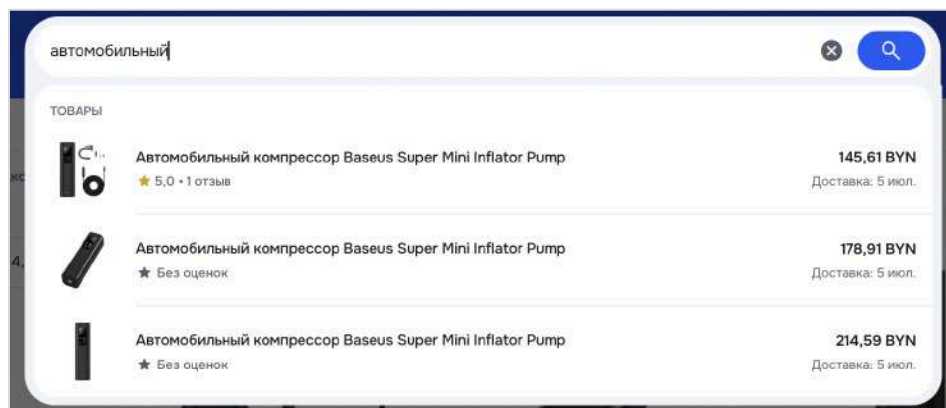 автомобильный
ТОВАРЫ
Автомобильный компрессор Baseus Super Mini Inflator Pump
145,61 BYN
5,0 • 1 отзыв
Доставка: 5 июл.
Автомобильный компрессор Baseus Super Mini Inflator Pump
178,91 BYN
Без оценок
Доставка: 5 июл.
Автомобильный компрессор Baseus Super Mini Inflator Pump
214,59 BYN
Без оценок
Доставка: 5 июл.